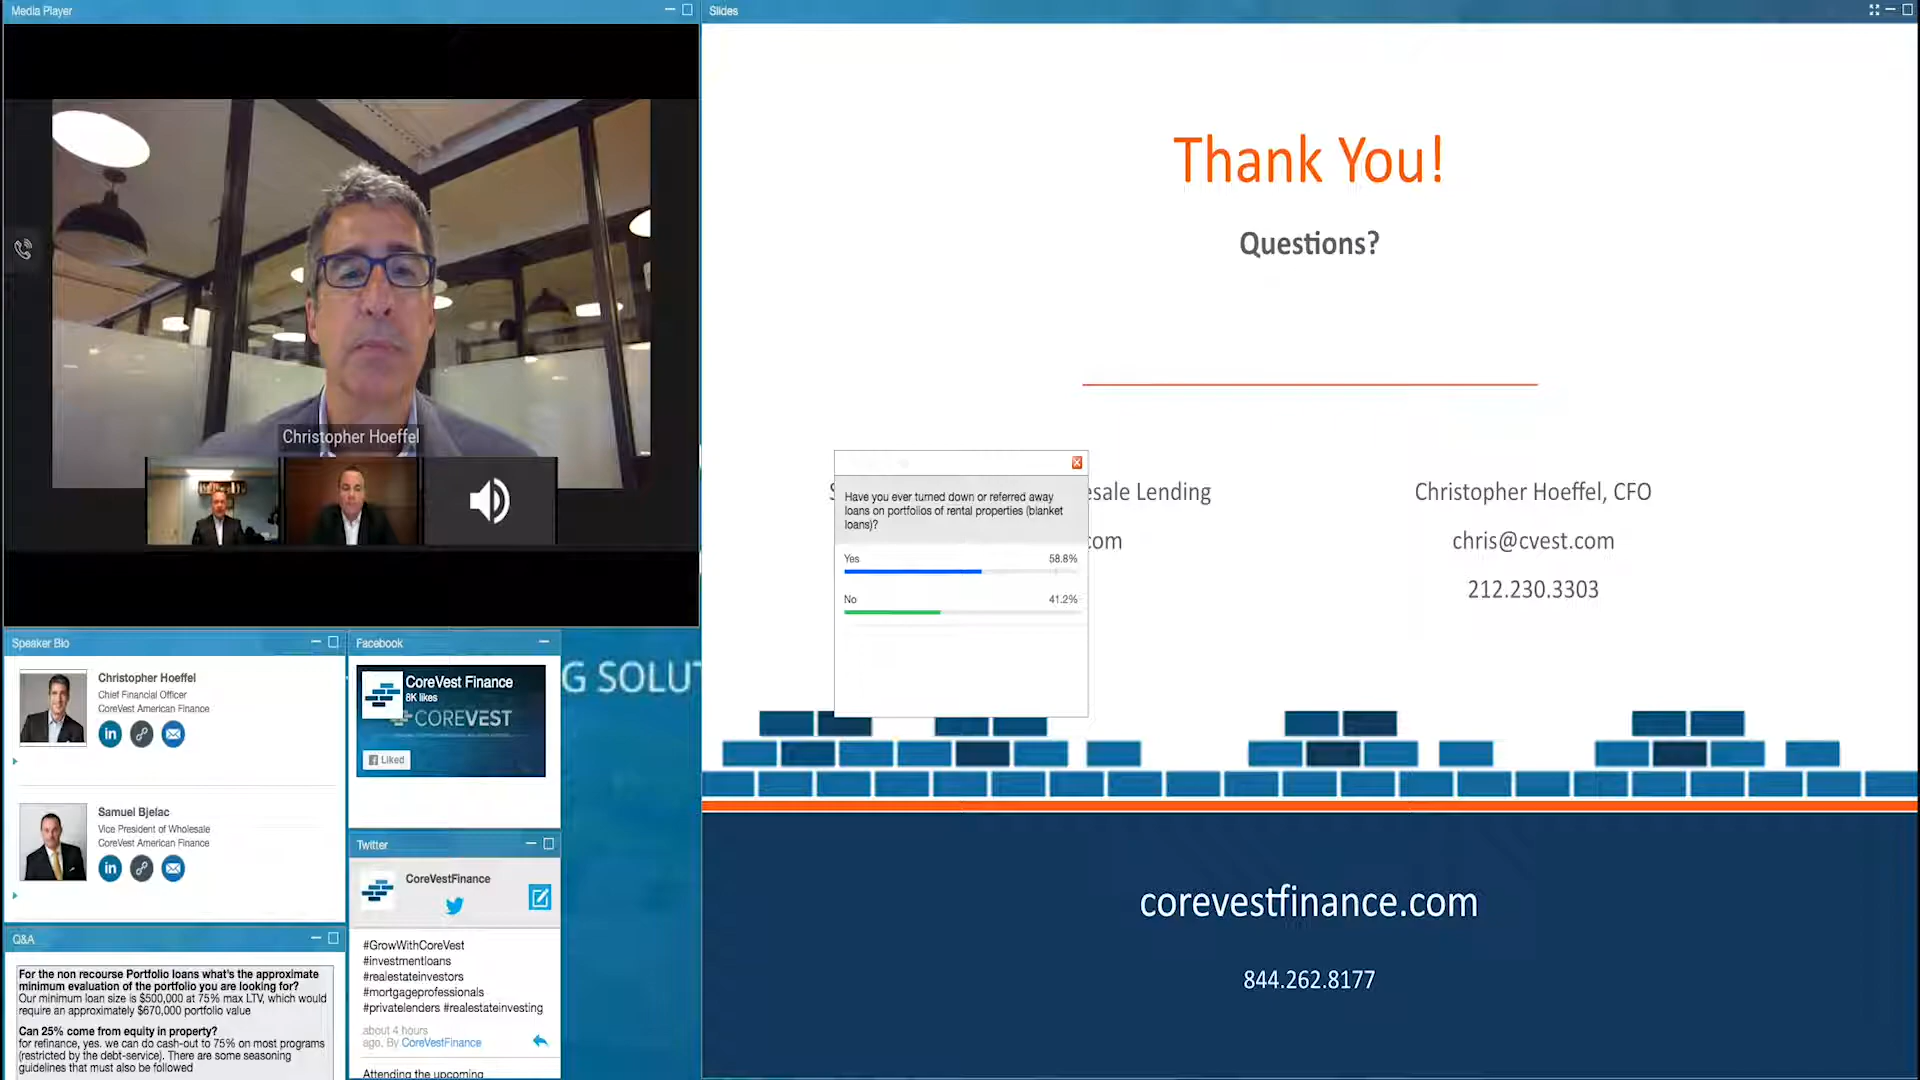 Media Player
Christopher Hoeffel
Speaker Bio
Christopher Hoeffel
Chief Financial Officer
CoreVest American Finance
in
Samuel Bjelac
Vice President of Wholesale
CoreVest American Finance
in
Q&A
For the non recourse Portfolio loans what's the approximate
minimum evaluation of the portfolio you are looking for?
Our minimum loan size is $500,000 at 75% max LTV, which would
require an approximately $670,000 portfolio value
Can 25% come from equity in property?
for refinance, yes. we can do cash-out to 75% on most programs
(restricted by the debt-service). There are some seasoning
guidelines that must also be followed
Facebook
CoreVest Finance
8K likes
COREVEST
Liked
G SOLUT
Twitter
CoreVestFinance
#GrowWithCoreVest
#investmentloans
#realestateinvestors
#mortgageprofessionals
#privatelenders #realestateinvesting
about 4 hours
ago. By CoreVestFinance
Attending the upcoming
Slides
Thank You!
Questions?
S
esale Lending
com
Have you ever turned down or referred away
loans on portfolios of rental properties (blanket
loans)?
Yes 58.8%
No 41.2%
Christopher Hoeffel, CFO
chris@cvest.com
212.230.3303
corevestfinance.com
844.262.8177